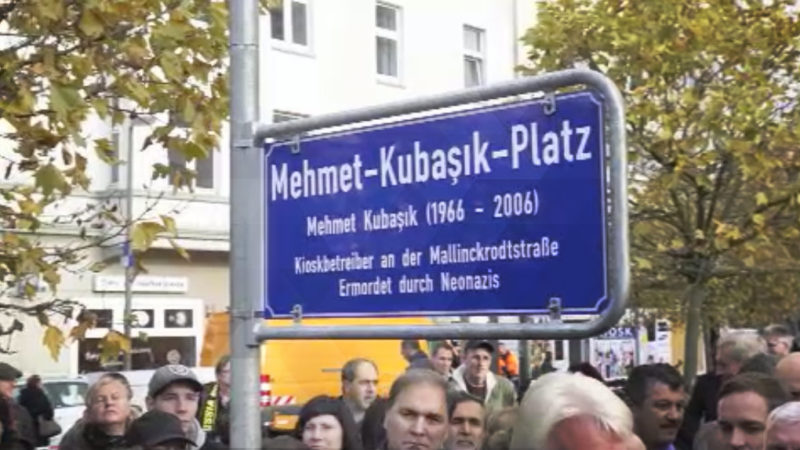 Mehmet-Kubaşık-Platz
Mehmet Kubaşık (1966 - 2006)
Kioskbetreiber an der Mallinckrodtstraße
Ermordet durch Neonazis